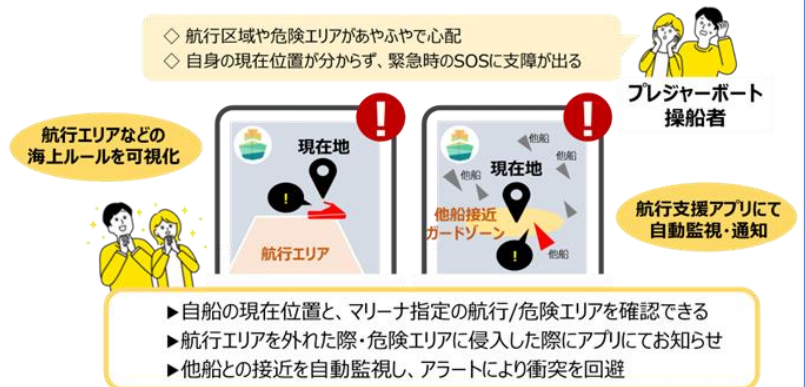 ◇ 航行区域や危険エリアがあやふやで心配
◇ 自身の現在位置が分からず、緊急時のSOSに支障が出る
プレジャーボート
操船者
航行エリアなどの
海上ルールを可視化
!
現在地
!
航行エリア
!
他船
他船
現在地
他船
他船接近
ガードゾーン
!
他船
航行支援アプリにて
自動監視・通知
▶自船の現在位置と、マリーナ指定の航行/危険エリアを確認できる
▶航行エリアを外れた際・危険エリアに侵入した際にアプリにてお知らせ
▶他船との接近を自動監視し、アラートにより衝突を回避